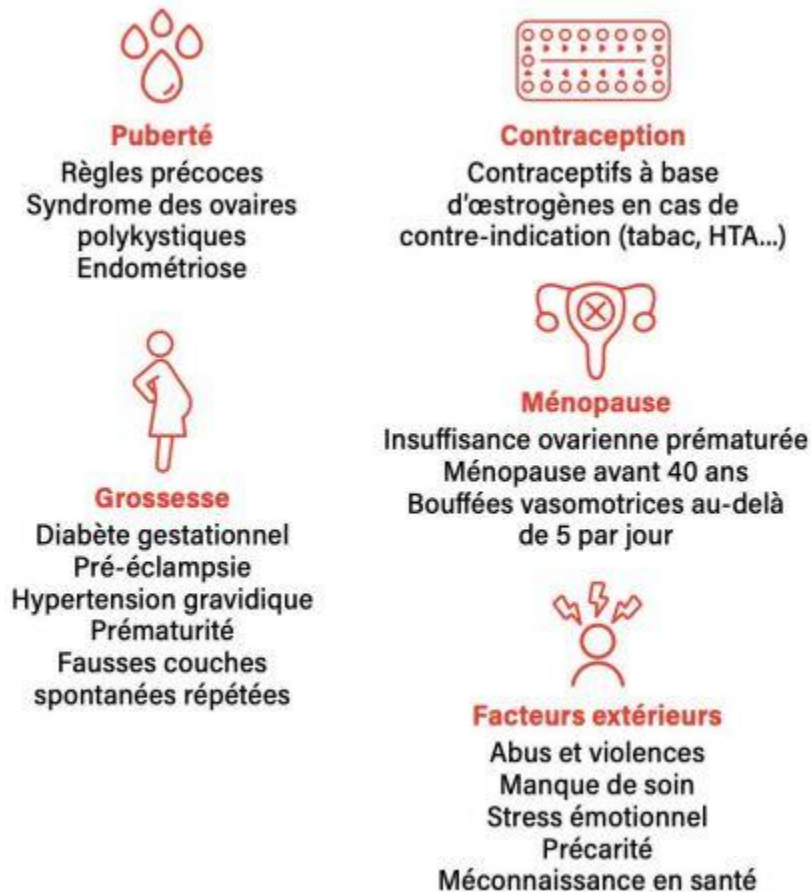 Puberté
Règles précoces
Syndrome des ovaires
polykystiques
Endométriose
Contraception
Contraceptifs à base
d'œstrogènes en cas de
contre-indication (tabac, HTA...)
Grossesse
Diabète gestationnel
Pré-éclampsie
Hypertension gravidique
Prématurité
Fausses couches
spontanées répétées
Ménopause
Insuffisance ovarienne prématurée
Ménopause avant 40 ans
Bouffées vasomotrices au-delà
de 5 par jour
Facteurs extérieurs
Abus et violences
Manque de soin
Stress émotionnel
Précarité
Méconnaissance en santé